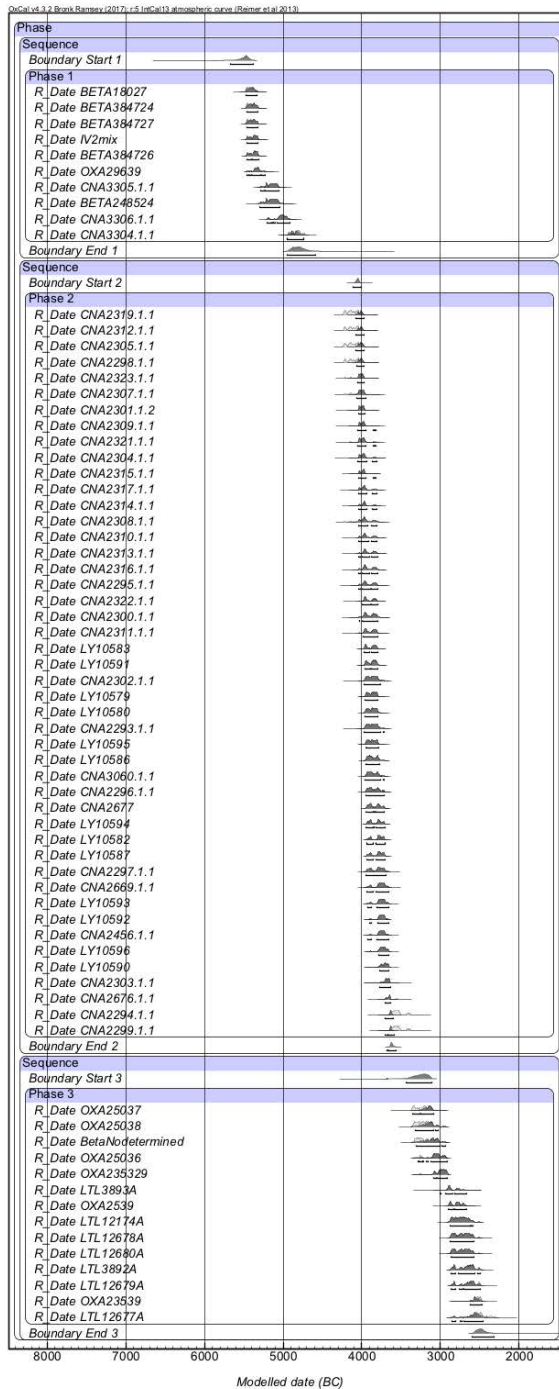 OxCal v4.3.2 Bronk Ramsey (2017); r:5 IntCal13 atmospheric curve (Reimer et al 2013)
Phase
Sequence
Boundary Start 1
Phase 1
R_Date BETA18027
R_Date BETA384724
R_Date BETA384727
R_Date IV2mix
R_Date BETA384726
R_Date OXA29639
R_Date CNA3305.1.1
R_Date BETA248524
R_Date CNA3306.1.1
R_Date CNA3304.1.1
Boundary End 1
Sequence
Boundary Start 2
Phase 2
R_Date CNA2319.1.1
R_Date CNA2312.1.1
R_Date CNA2305.1.1
R_Date CNA2298.1.1
R_Date CNA2323.1.1
R_Date CNA2307.1.1
R_Date CNA2301.1.2
R_Date CNA2309.1.1
R_Date CNA2321.1.1
R_Date CNA2304.1.1
R_Date CNA2315.1.1
R_Date CNA2317.1.1
R_Date CNA2314.1.1
R_Date CNA2308.1.1
R_Date CNA2310.1.1
R_Date CNA2313.1.1
R_Date CNA2316.1.1
R_Date CNA2295.1.1
R_Date CNA2322.1.1
R_Date CNA2300.1.1
R_Date CNA2311.1.1
R_Date LY10583
R_Date LY10591
R_Date CNA2302.1.1
R_Date LY10579
R_Date LY10580
R_Date CNA2293.1.1
R_Date LY10595
R_Date LY10586
R_Date CNA3060.1.1
R_Date CNA2296.1.1
R_Date CNA2677
R_Date LY10594
R_Date LY10582
R_Date LY10587
R_Date CNA2297.1.1
R_Date CNA2669.1.1
R_Date LY10593
R_Date LY10592
R_Date CNA2456.1.1
R_Date LY10596
R_Date LY10590
R_Date CNA2303.1.1
R_Date CNA2676.1.1
R_Date CNA2294.1.1
R_Date CNA2299.1.1
Boundary End 2
Sequence
Boundary Start 3
Phase 3
R_Date OXA25037
R_Date OXA25038
R_Date BetaNodetermined
R_Date OXA25036
R_Date OXA235329
R_Date LTL3893A
R_Date OXA2539
R_Date LTL12174A
R_Date LTL12678A
R_Date LTL12680A
R_Date LTL3892A
R_Date LTL12679A
R_Date OXA23539
R_Date LTL12677A
Boundary End 3
8000 7000 6000 5000 4000 3000 2000
Modelled date (BC)